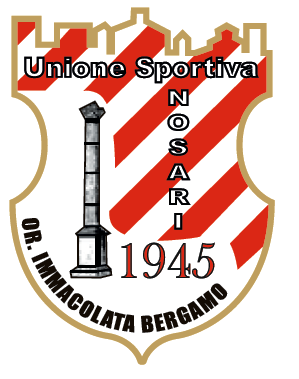 Unione Sportiva
NOSARI
1945
OR. IMMACOLATA BERGAMO